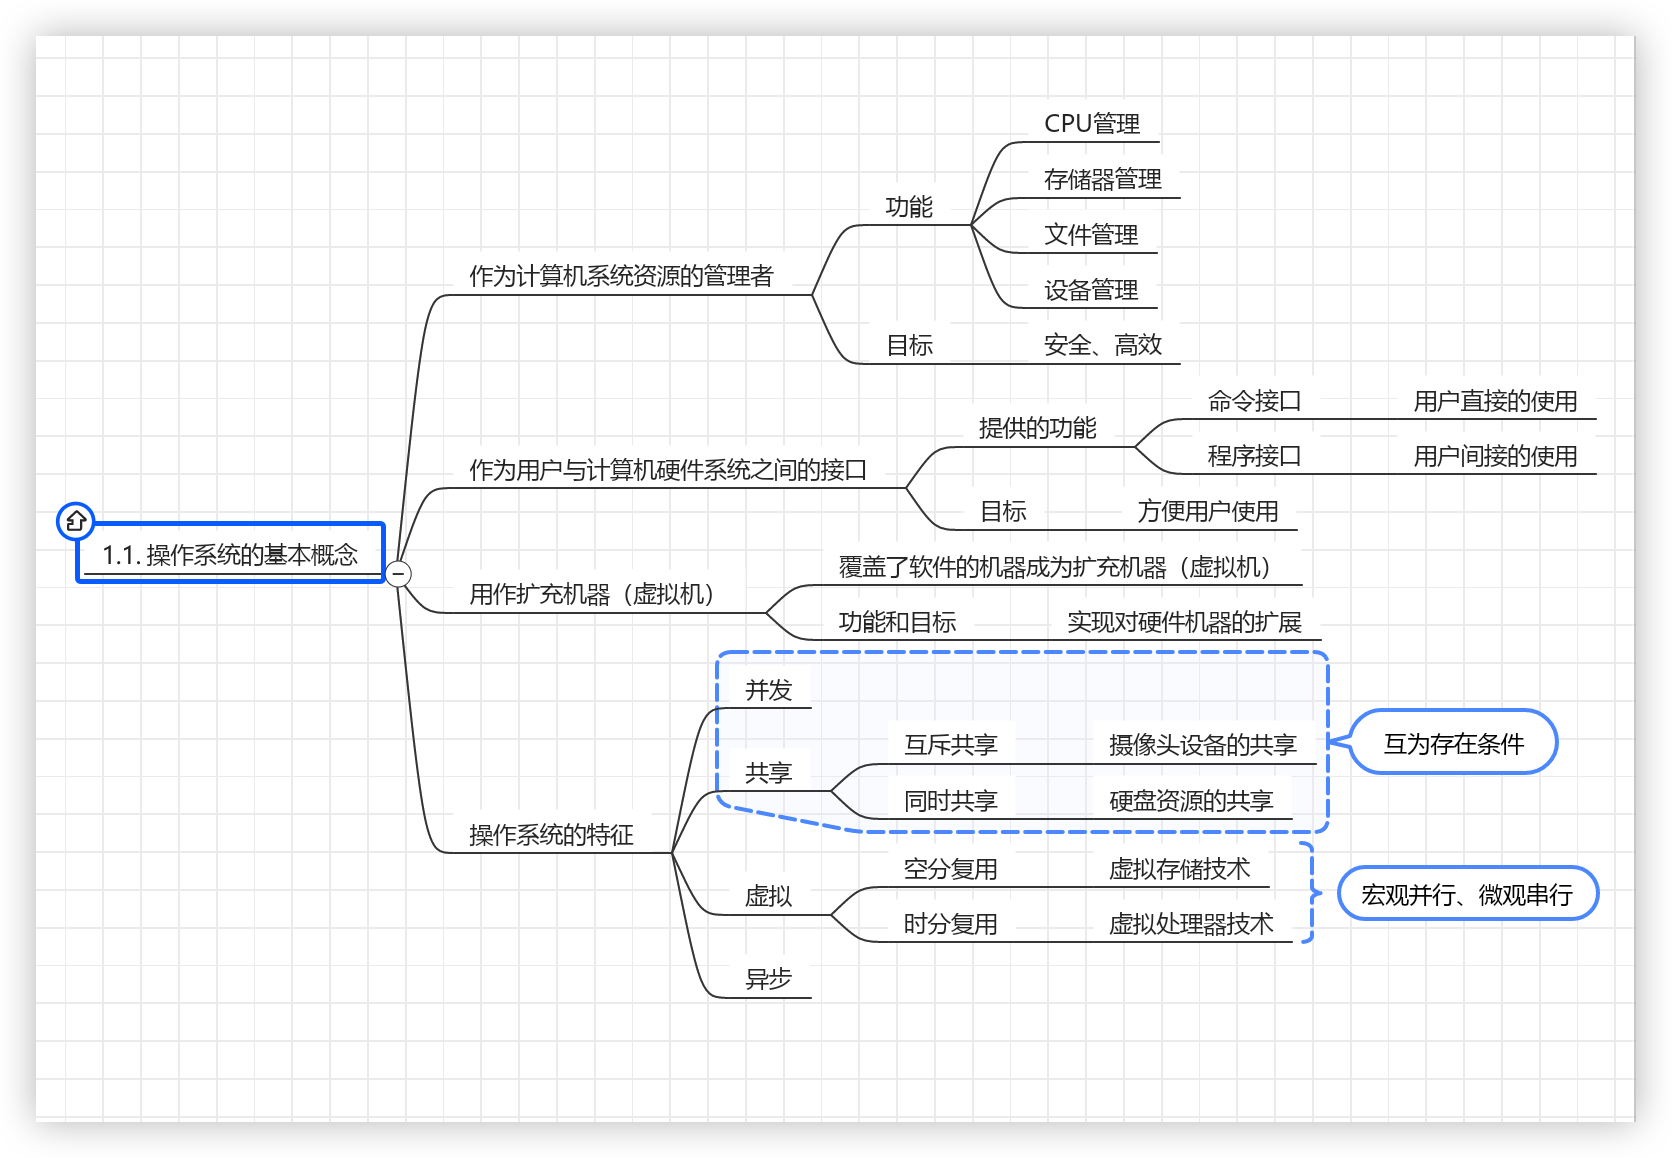 1.1. 操作系统的基本概念
作为计算机系统资源的管理者
功能
CPU管理
存储器管理
文件管理
设备管理
目标
安全、高效
作为用户与计算机硬件系统之间的接口
提供的功能
命令接口
用户直接的使用
程序接口
用户间接的使用
目标
方便用户使用
用作扩充机器（虚拟机）
覆盖了软件的机器成为扩充机器（虚拟机）
功能和目标
实现对硬件机器的扩展
操作系统的特征
并发
共享
互斥共享
摄像头设备的共享
同时共享
硬盘资源的共享
互为存在条件
虚拟
空分复用
虚拟存储技术
时分复用
虚拟处理器技术
宏观并行、微观串行
异步